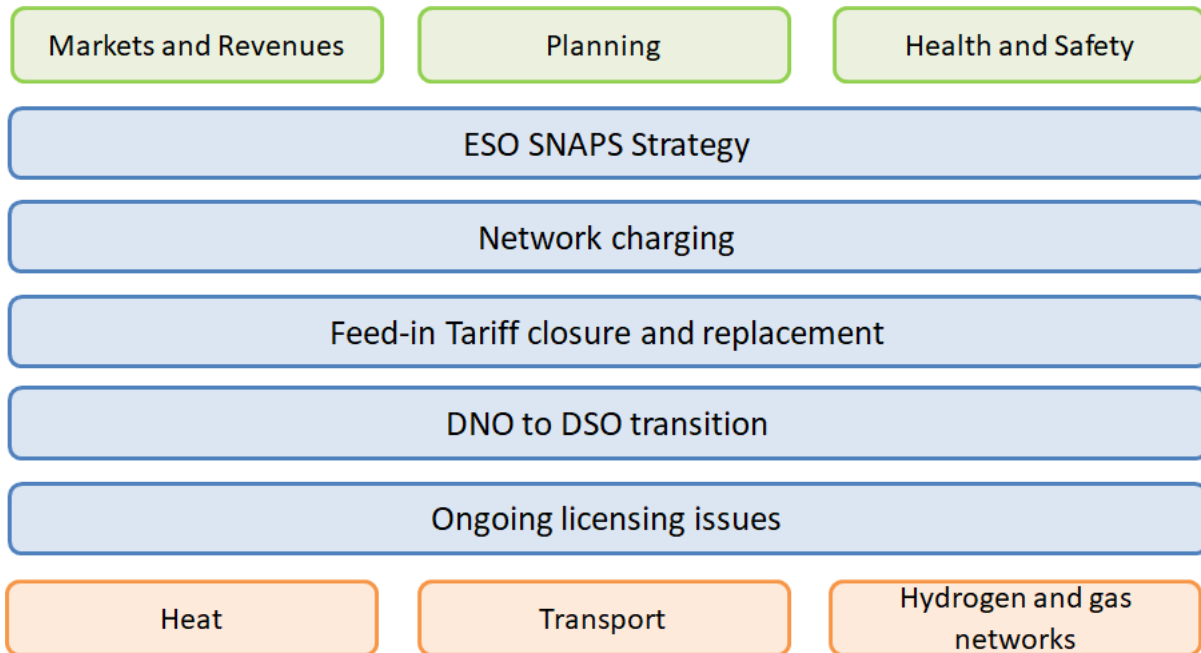 Markets and Revenues
Planning
Health and Safety
ESO SNAPS Strategy
Network charging
Feed-in Tariff closure and replacement
DNO to DSO transition
Ongoing licensing issues
Heat
Transport
Hydrogen and gas
networks